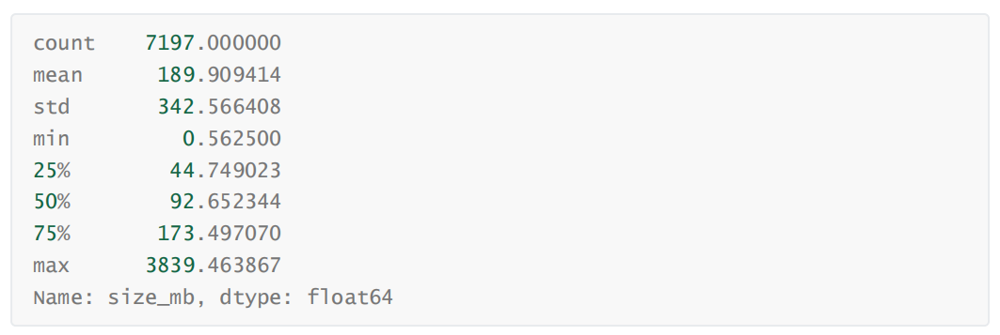 count    7197.000000
mean      189.909414
std       342.566408
min         0.562500
25%        44.749023
50%        92.652344
75%       173.497070
max      3839.463867
Name: size_mb, dtype: float64